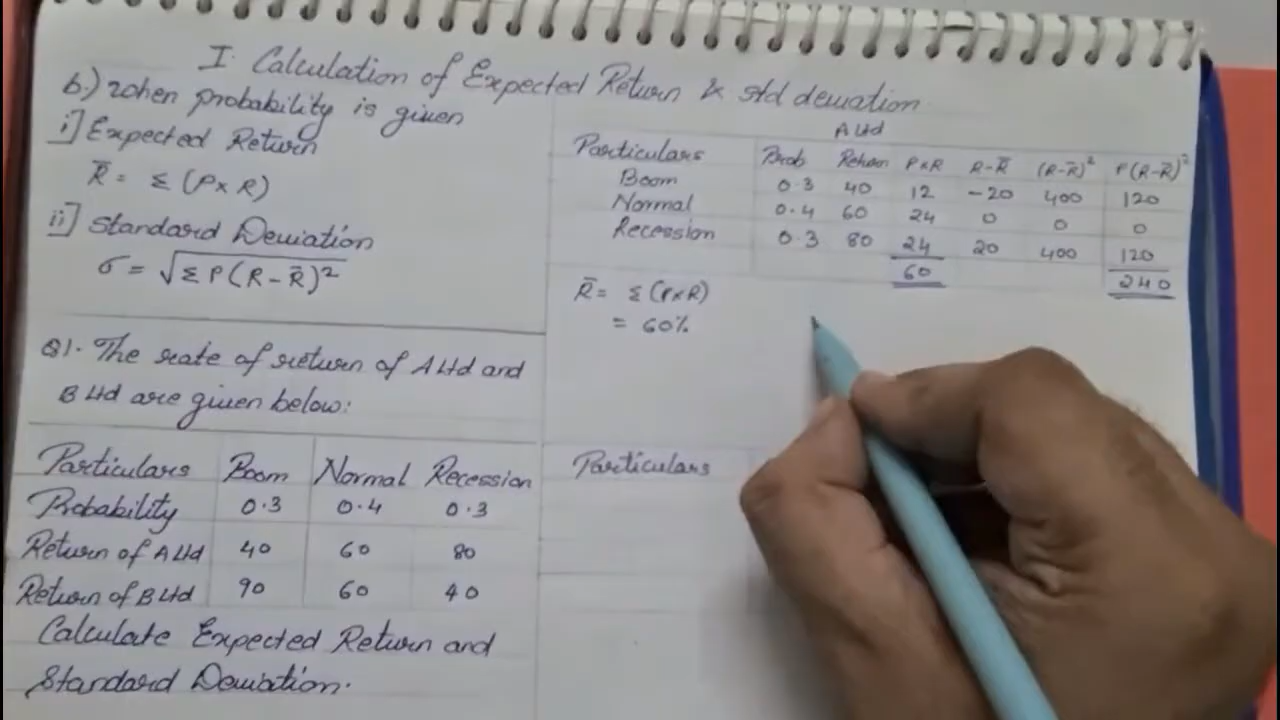 I. Calculation of Expected Return & Std deviation
b.) when probability is given
i] Expected Return
R̄ = Σ (P×R)
ii] Standard Deviation
σ = √Σ P(R-R̄)²
Q1. The rate of return of A Ltd and
B Ltd are given below:
Particulars Boom Normal Recession
Probability 0.3 0.4 0.3
Return of A Ltd 40 60 80
Return of B Ltd 90 60 40
Calculate Expected Return and
Standard Deviation.
A Ltd
Particulars Prob Return P×R R-R̄ (R-R̄)² P(R-R̄)²
Boom 0.3 40 12 -20 400 120
Normal 0.4 60 24 0 0 0
Recession 0.3 80 24 20 400 120
60 240
R̄ = Σ (P×R)
= 60%
Particulars